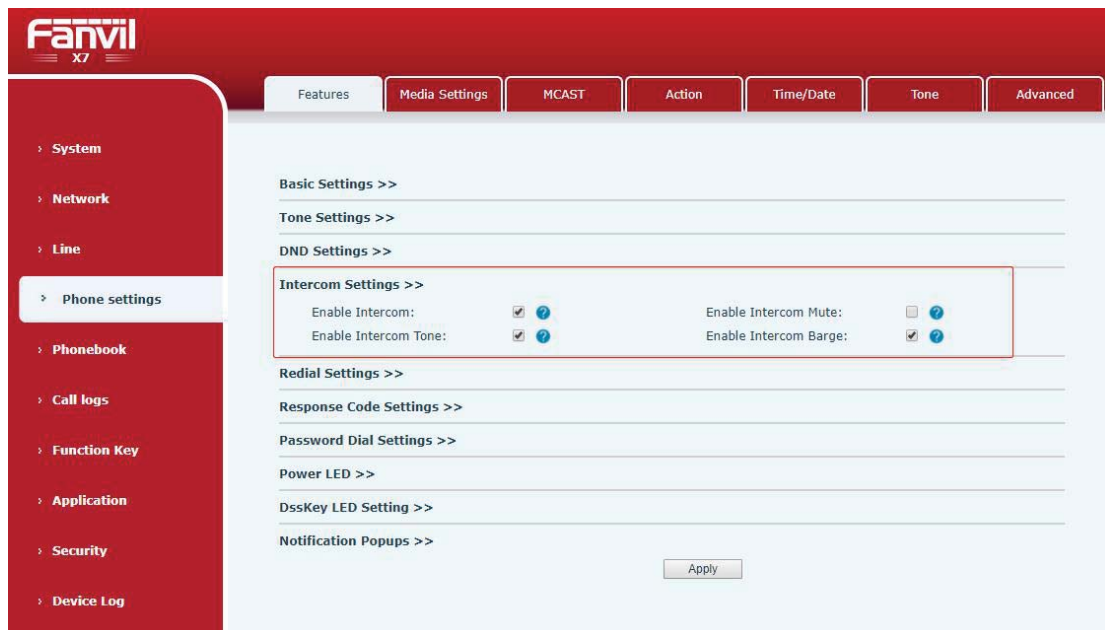 Fanvil
X7
Features Media Settings MCAST Action Time/Date Tone Advanced
› System
› Network
› Line
› Phone settings
› Phonebook
› Call logs
› Function Key
› Application
› Security
› Device Log
Basic Settings >>
Tone Settings >>
DND Settings >>
Intercom Settings >>
Enable Intercom: ? Enable Intercom Mute: ?
Enable Intercom Tone: ? Enable Intercom Barge: ?
Redial Settings >>
Response Code Settings >>
Password Dial Settings >>
Power LED >>
DssKey LED Setting >>
Notification Popups >>
Apply